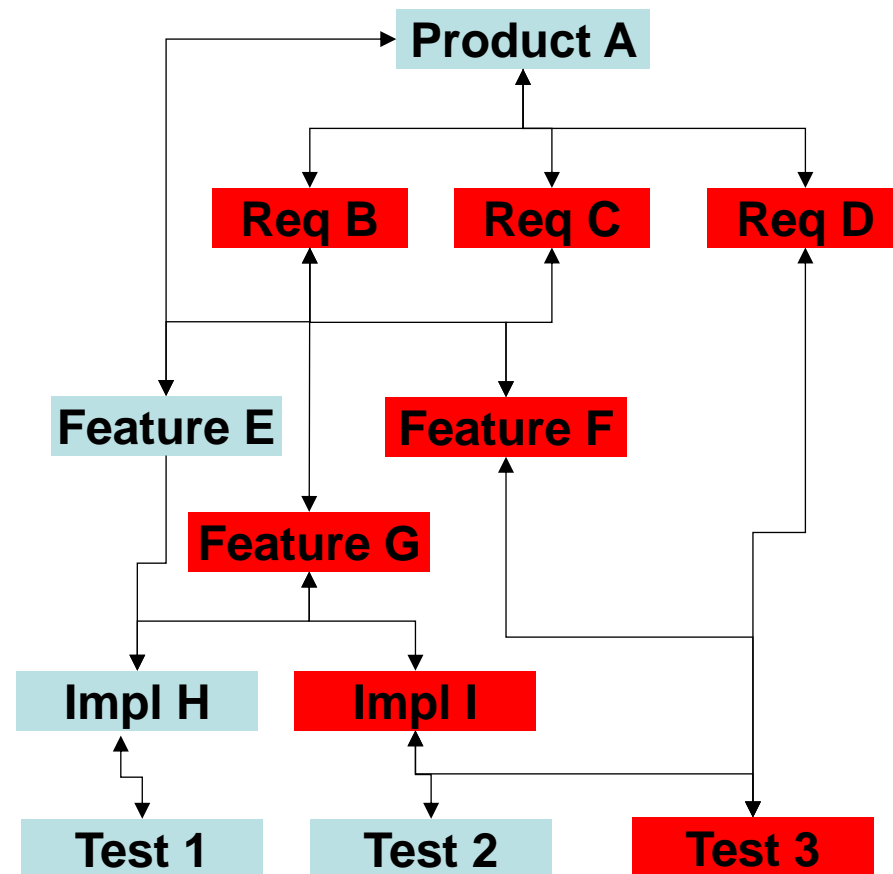 Product A
Req B
Req C
Req D
Feature E
Feature F
Feature G
Impl H
Impl I
Test 1
Test 2
Test 3